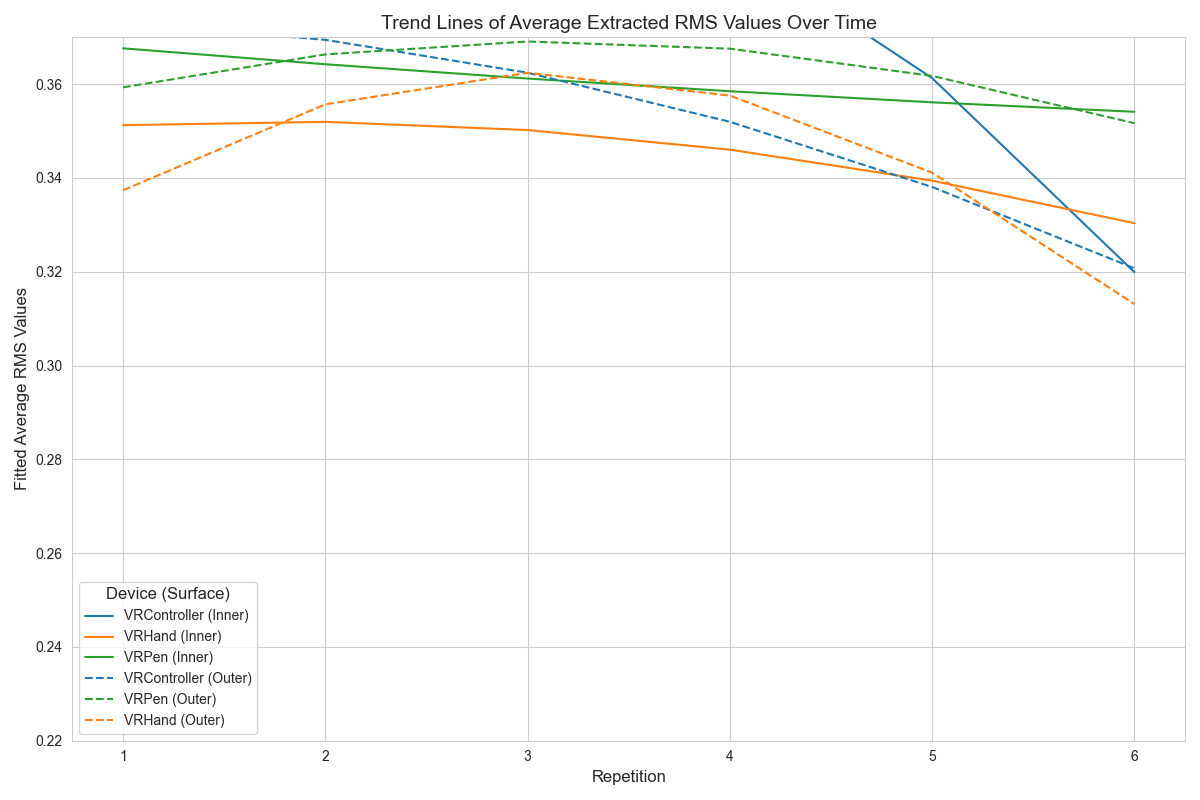 Trend Lines of Average Extracted RMS Values Over Time
Fitted Average RMS Values
0.36
0.34
0.32
0.30
0.28
0.26
0.24
0.22
Device (Surface)
VRController (Inner)
VRHand (Inner)
VRPen (Inner)
VRController (Outer)
VRPen (Outer)
VRHand (Outer)
1 2 3 4 5 6
Repetition